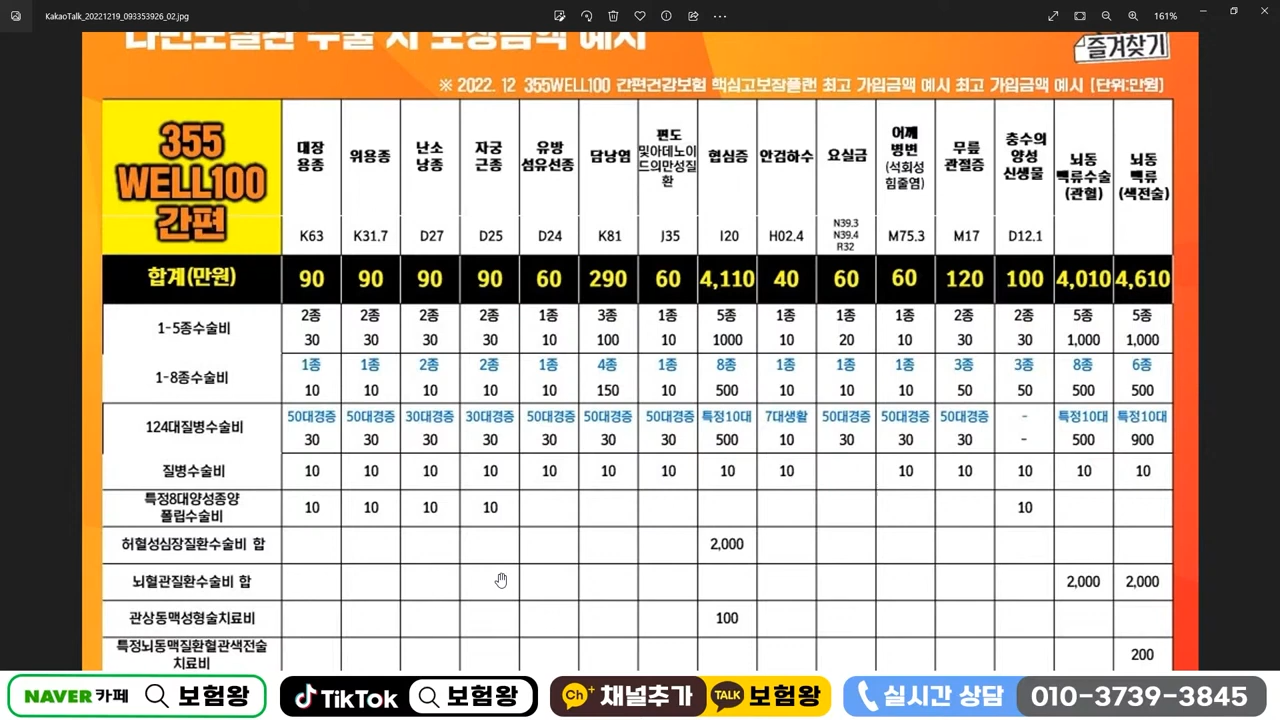 KakaoTalk_20221219_093353926_02.jpg
161%
다빈도질환 수술 시 보장금액 예시
즐겨찾기
※ 2022. 12 355WELL100 간편건강보험 핵심고보장플랜 최고 가입금액 예시 최고 가입금액 예시 [단위:만원]
355 WELL100 간편
대장 용종 위용종 난소 낭종 자궁 근종 유방 섬유선종 담낭염 편도 및아데노이드의만성질환 협심증 안검하수 요실금 어깨 병변 (석회성 힘줄염) 무릎 관절증 충수의 양성 신생물 뇌동맥류수술 (관혈) 뇌동맥류 (색전술)
K63 K31.7 D27 D25 D24 K81 J35 I20 H02.4 N39.3 N39.4 R32 M75.3 M17 D12.1
합계(만원) 90 90 90 90 60 290 60 4,110 40 60 60 120 100 4,010 4,610
1-5종수술비 2종 2종 2종 2종 1종 3종 1종 5종 1종 1종 1종 2종 2종 5종 5종
30 30 30 30 10 100 10 1000 10 20 10 30 30 1,000 1,000
1-8종수술비 1종 1종 2종 2종 1종 4종 1종 8종 1종 1종 1종 3종 3종 8종 6종
10 10 10 10 10 150 10 500 10 10 10 50 50 500 500
124대질병수술비 50대경증 50대경증 30대경증 30대경증 50대경증 50대경증 50대경증 특정10대 7대생활 50대경증 50대경증 50대경증 - 특정10대 특정10대
30 30 30 30 30 30 30 500 10 30 30 30 - 500 900
질병수술비 10 10 10 10 10 10 10 10 10 10 10 10 10 10
특정8대양성종양 폴립수술비 10 10 10 10 10
허혈성심장질환수술비 합 2,000
뇌혈관질환수술비 합 2,000 2,000
관상동맥성형술치료비 100
특정뇌동맥질환혈관색전술 치료비 200
NAVER 카페 보험왕 TikTok 보험왕 Ch+ 채널추가 TALK 보험왕 실시간 상담 010-3739-3845